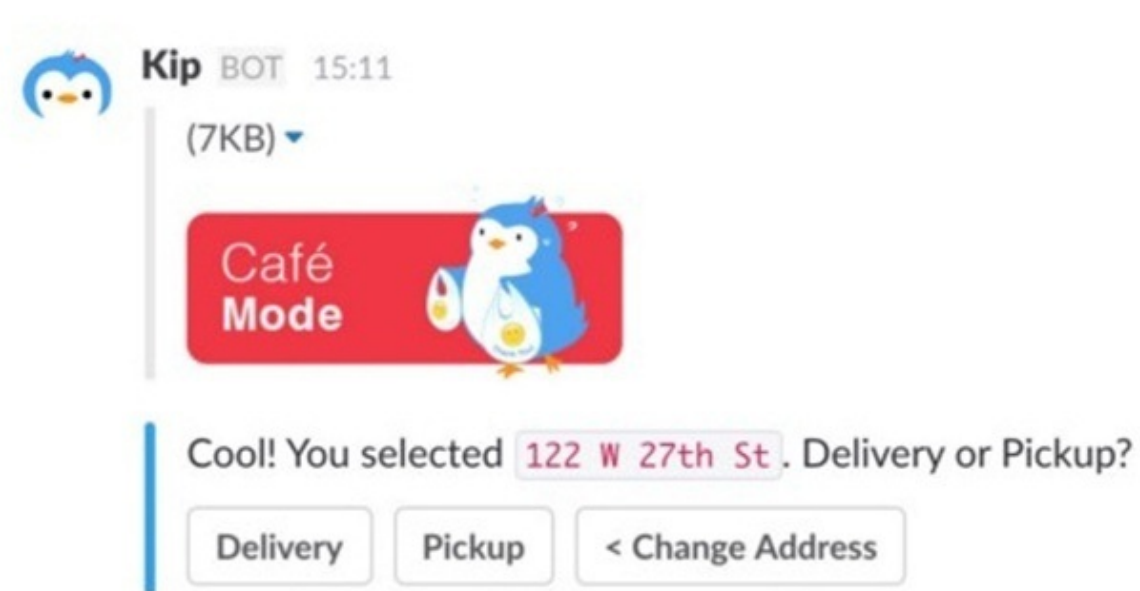 Kip BOT 15:11
(7KB)
Café
Mode
Cool! You selected 122 W 27th St. Delivery or Pickup?
Delivery Pickup < Change Address